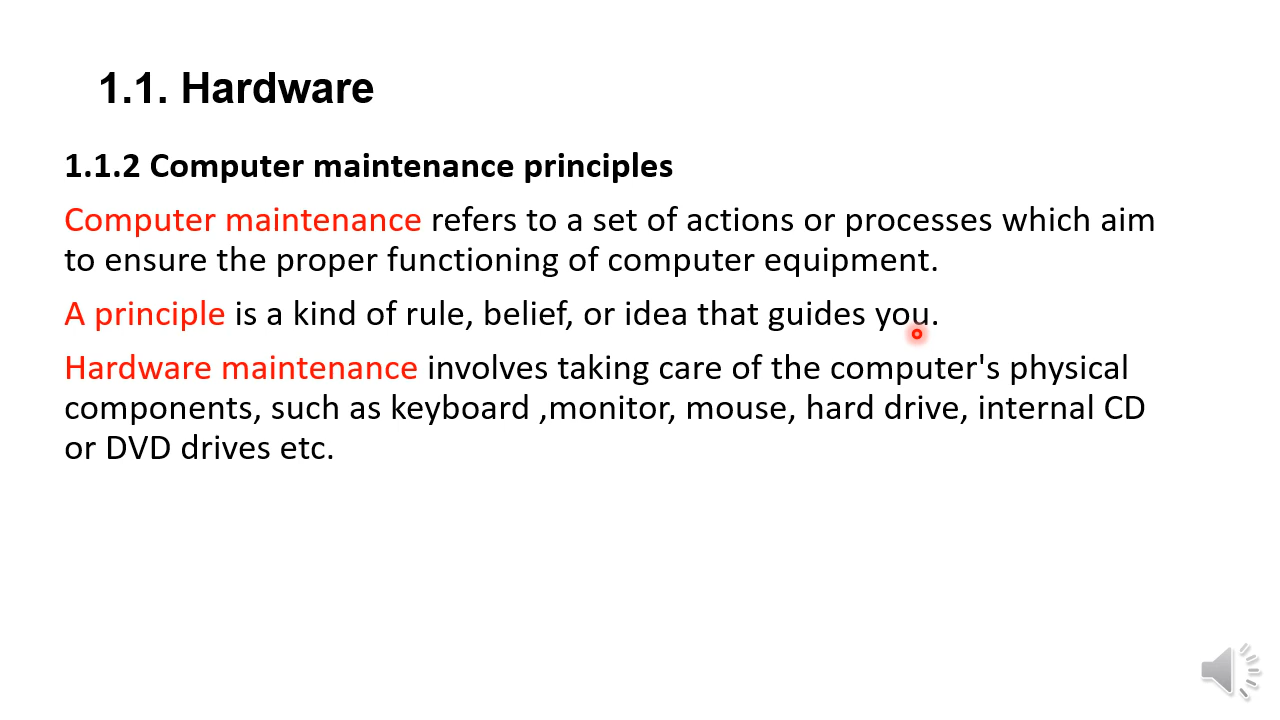 1.1. Hardware
1.1.2 Computer maintenance principles
Computer maintenance refers to a set of actions or processes which aim
to ensure the proper functioning of computer equipment.
A principle is a kind of rule, belief, or idea that guides you.
Hardware maintenance involves taking care of the computer's physical
components, such as keyboard ,monitor, mouse, hard drive, internal CD
or DVD drives etc.